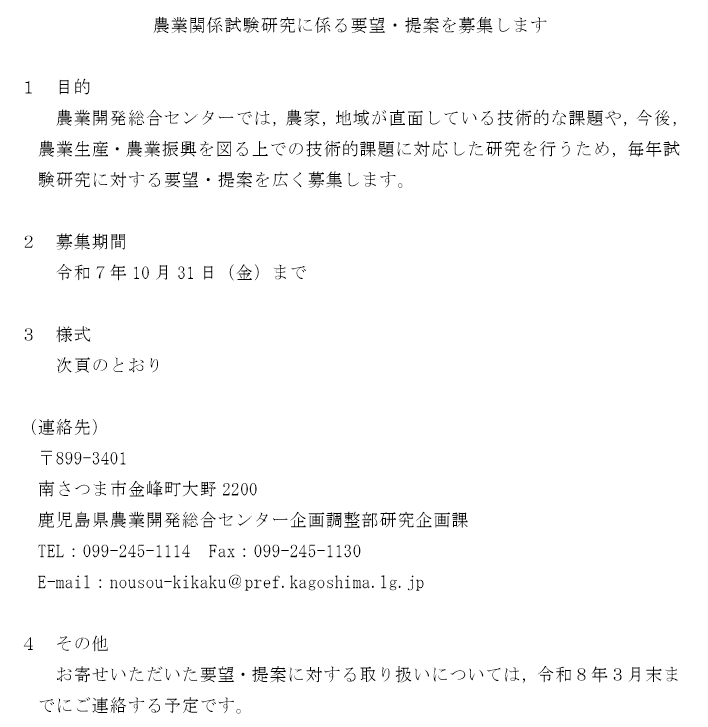 農業関係試験研究に係る要望・提案を募集します
１　目的
農業開発総合センターでは，農家，地域が直面している技術的な課題や，今後，
農業生産・農業振興を図る上での技術的課題に対応した研究を行うため，毎年試
験研究に対する要望・提案を広く募集します。
２　募集期間
令和７年 10 月 31 日（金）まで
３　様式
次頁のとおり
（連絡先）
〒899-3401
南さつま市金峰町大野 2200
鹿児島県農業開発総合センター企画調整部研究企画課
TEL：099-245-1114　Fax：099-245-1130
E-mail：nousou-kikaku＠pref.kagoshima.lg.jp
４　その他
お寄せいただいた要望・提案に対する取り扱いについては，令和８年３月末ま
でにご連絡する予定です。